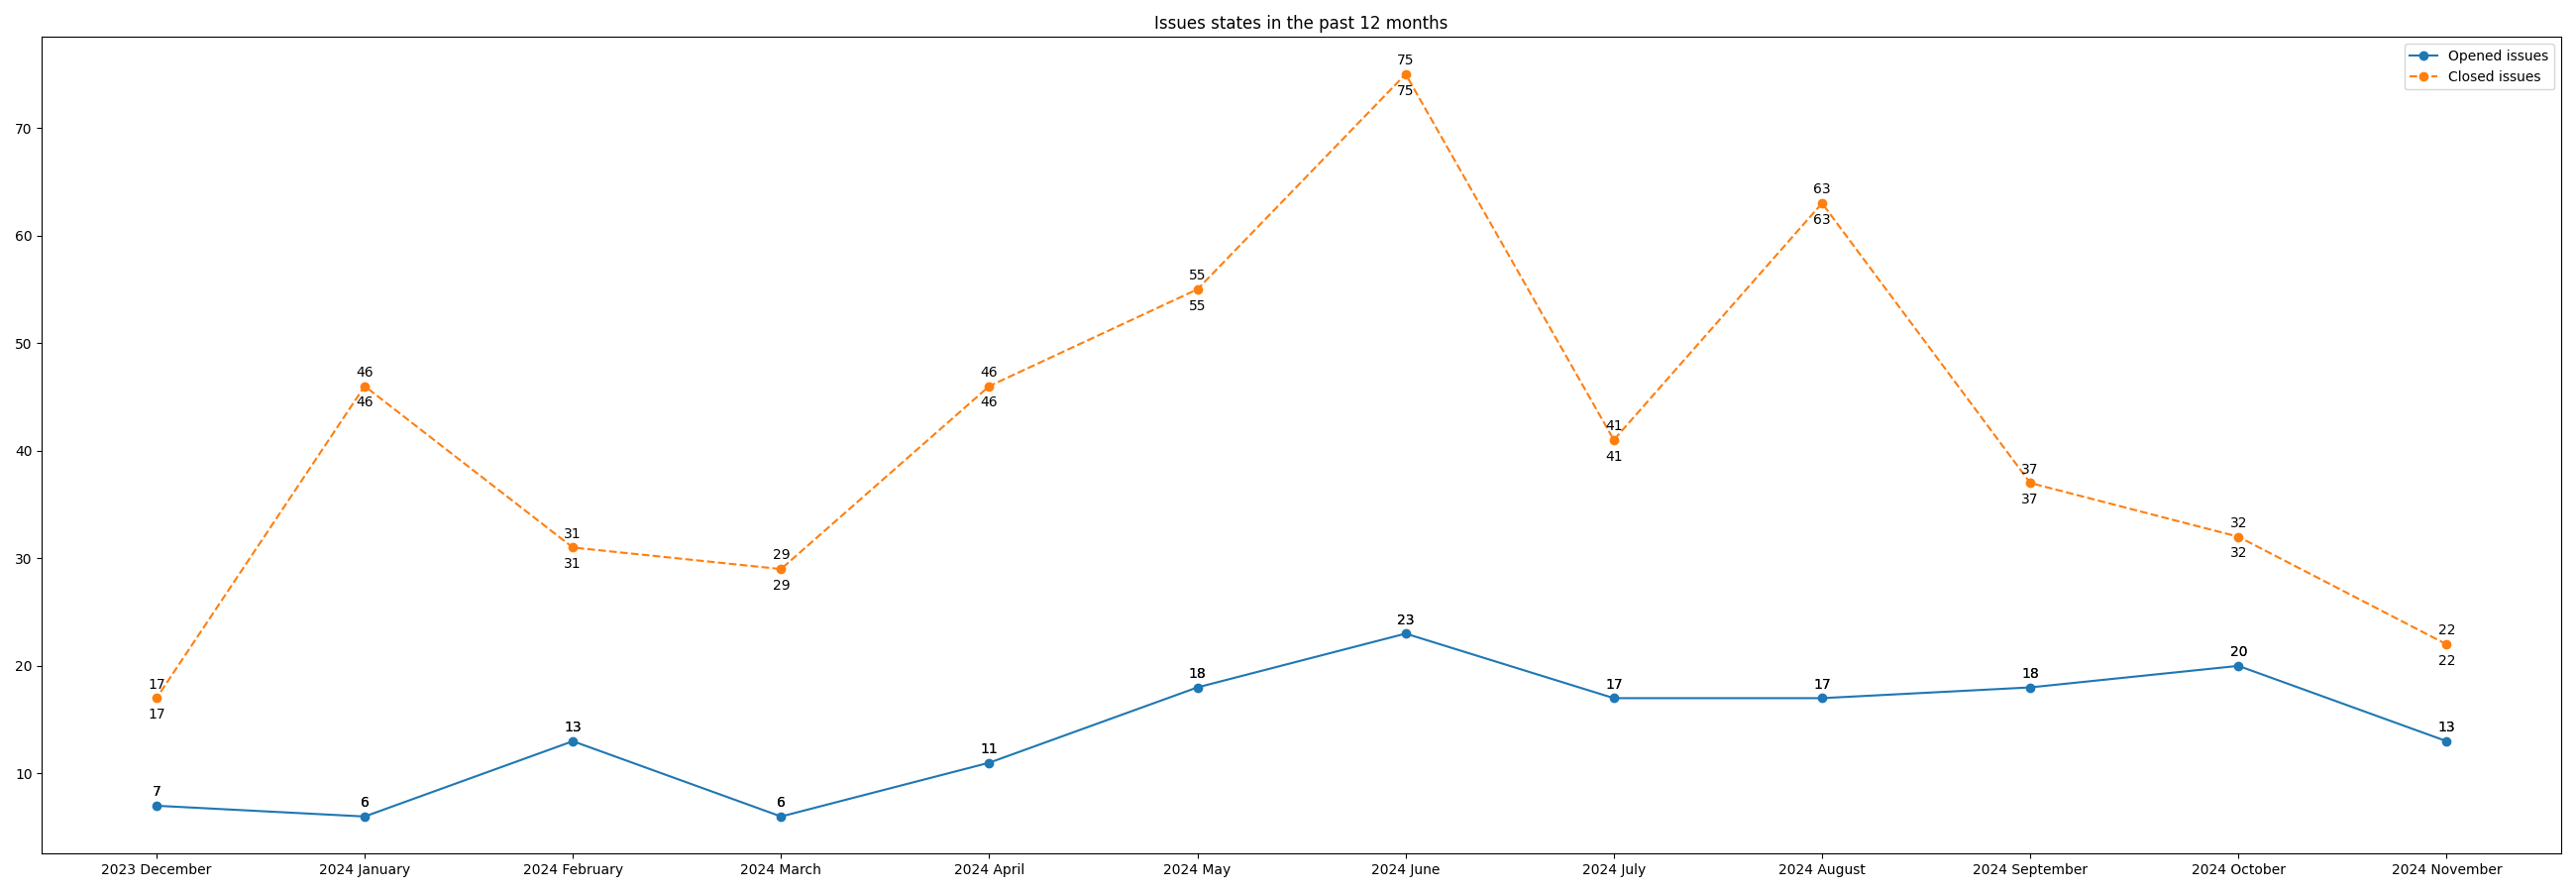 Issues states in the past 12 months
Opened issues
Closed issues
75
75
70
63
63
60
55
55
50
46
46
46
46
41
41
40
37
37
32
32
31
31
30
29
29
23
22
22
20
20
18
18
17
17
17
17
13
13
11
10
7
6
6
2023 December
2024 January
2024 February
2024 March
2024 April
2024 May
2024 June
2024 July
2024 August
2024 September
2024 October
2024 November